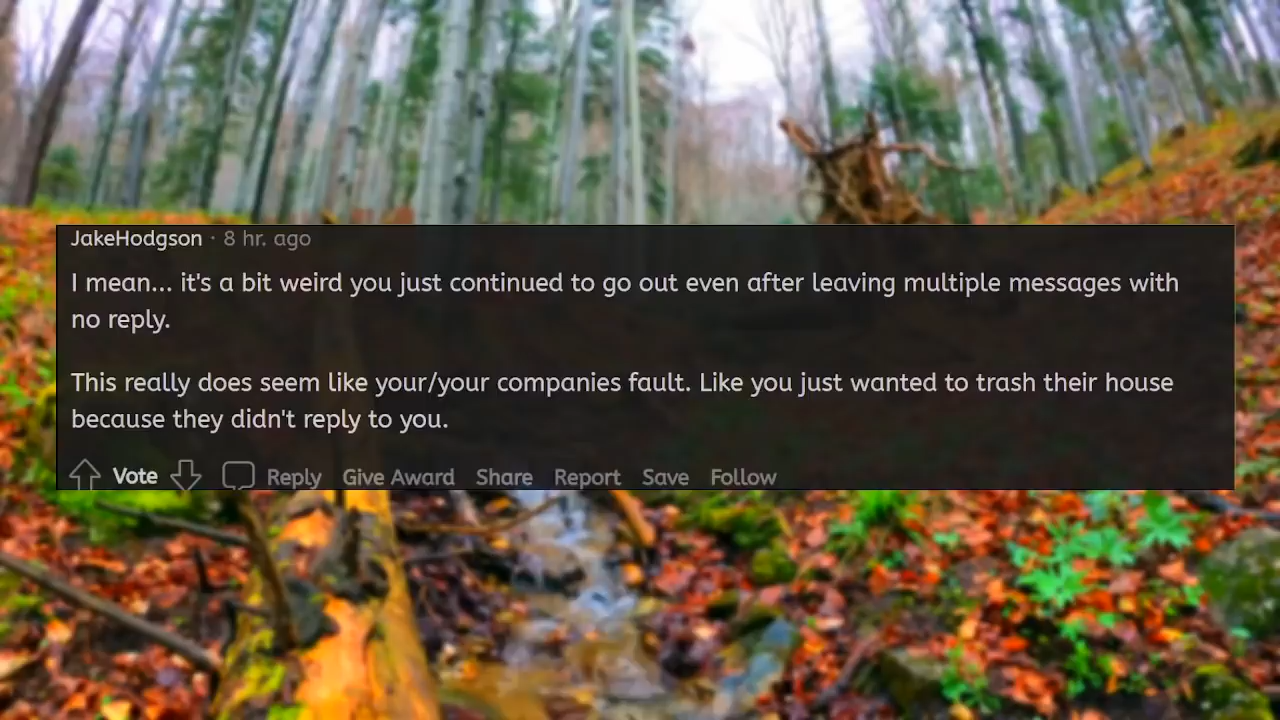 JakeHodgson · 8 hr. ago
I mean... it's a bit weird you just continued to go out even after leaving multiple messages with
no reply.
This really does seem like your/your companies fault. Like you just wanted to trash their house
because they didn't reply to you.
Vote Reply Give Award Share Report Save Follow